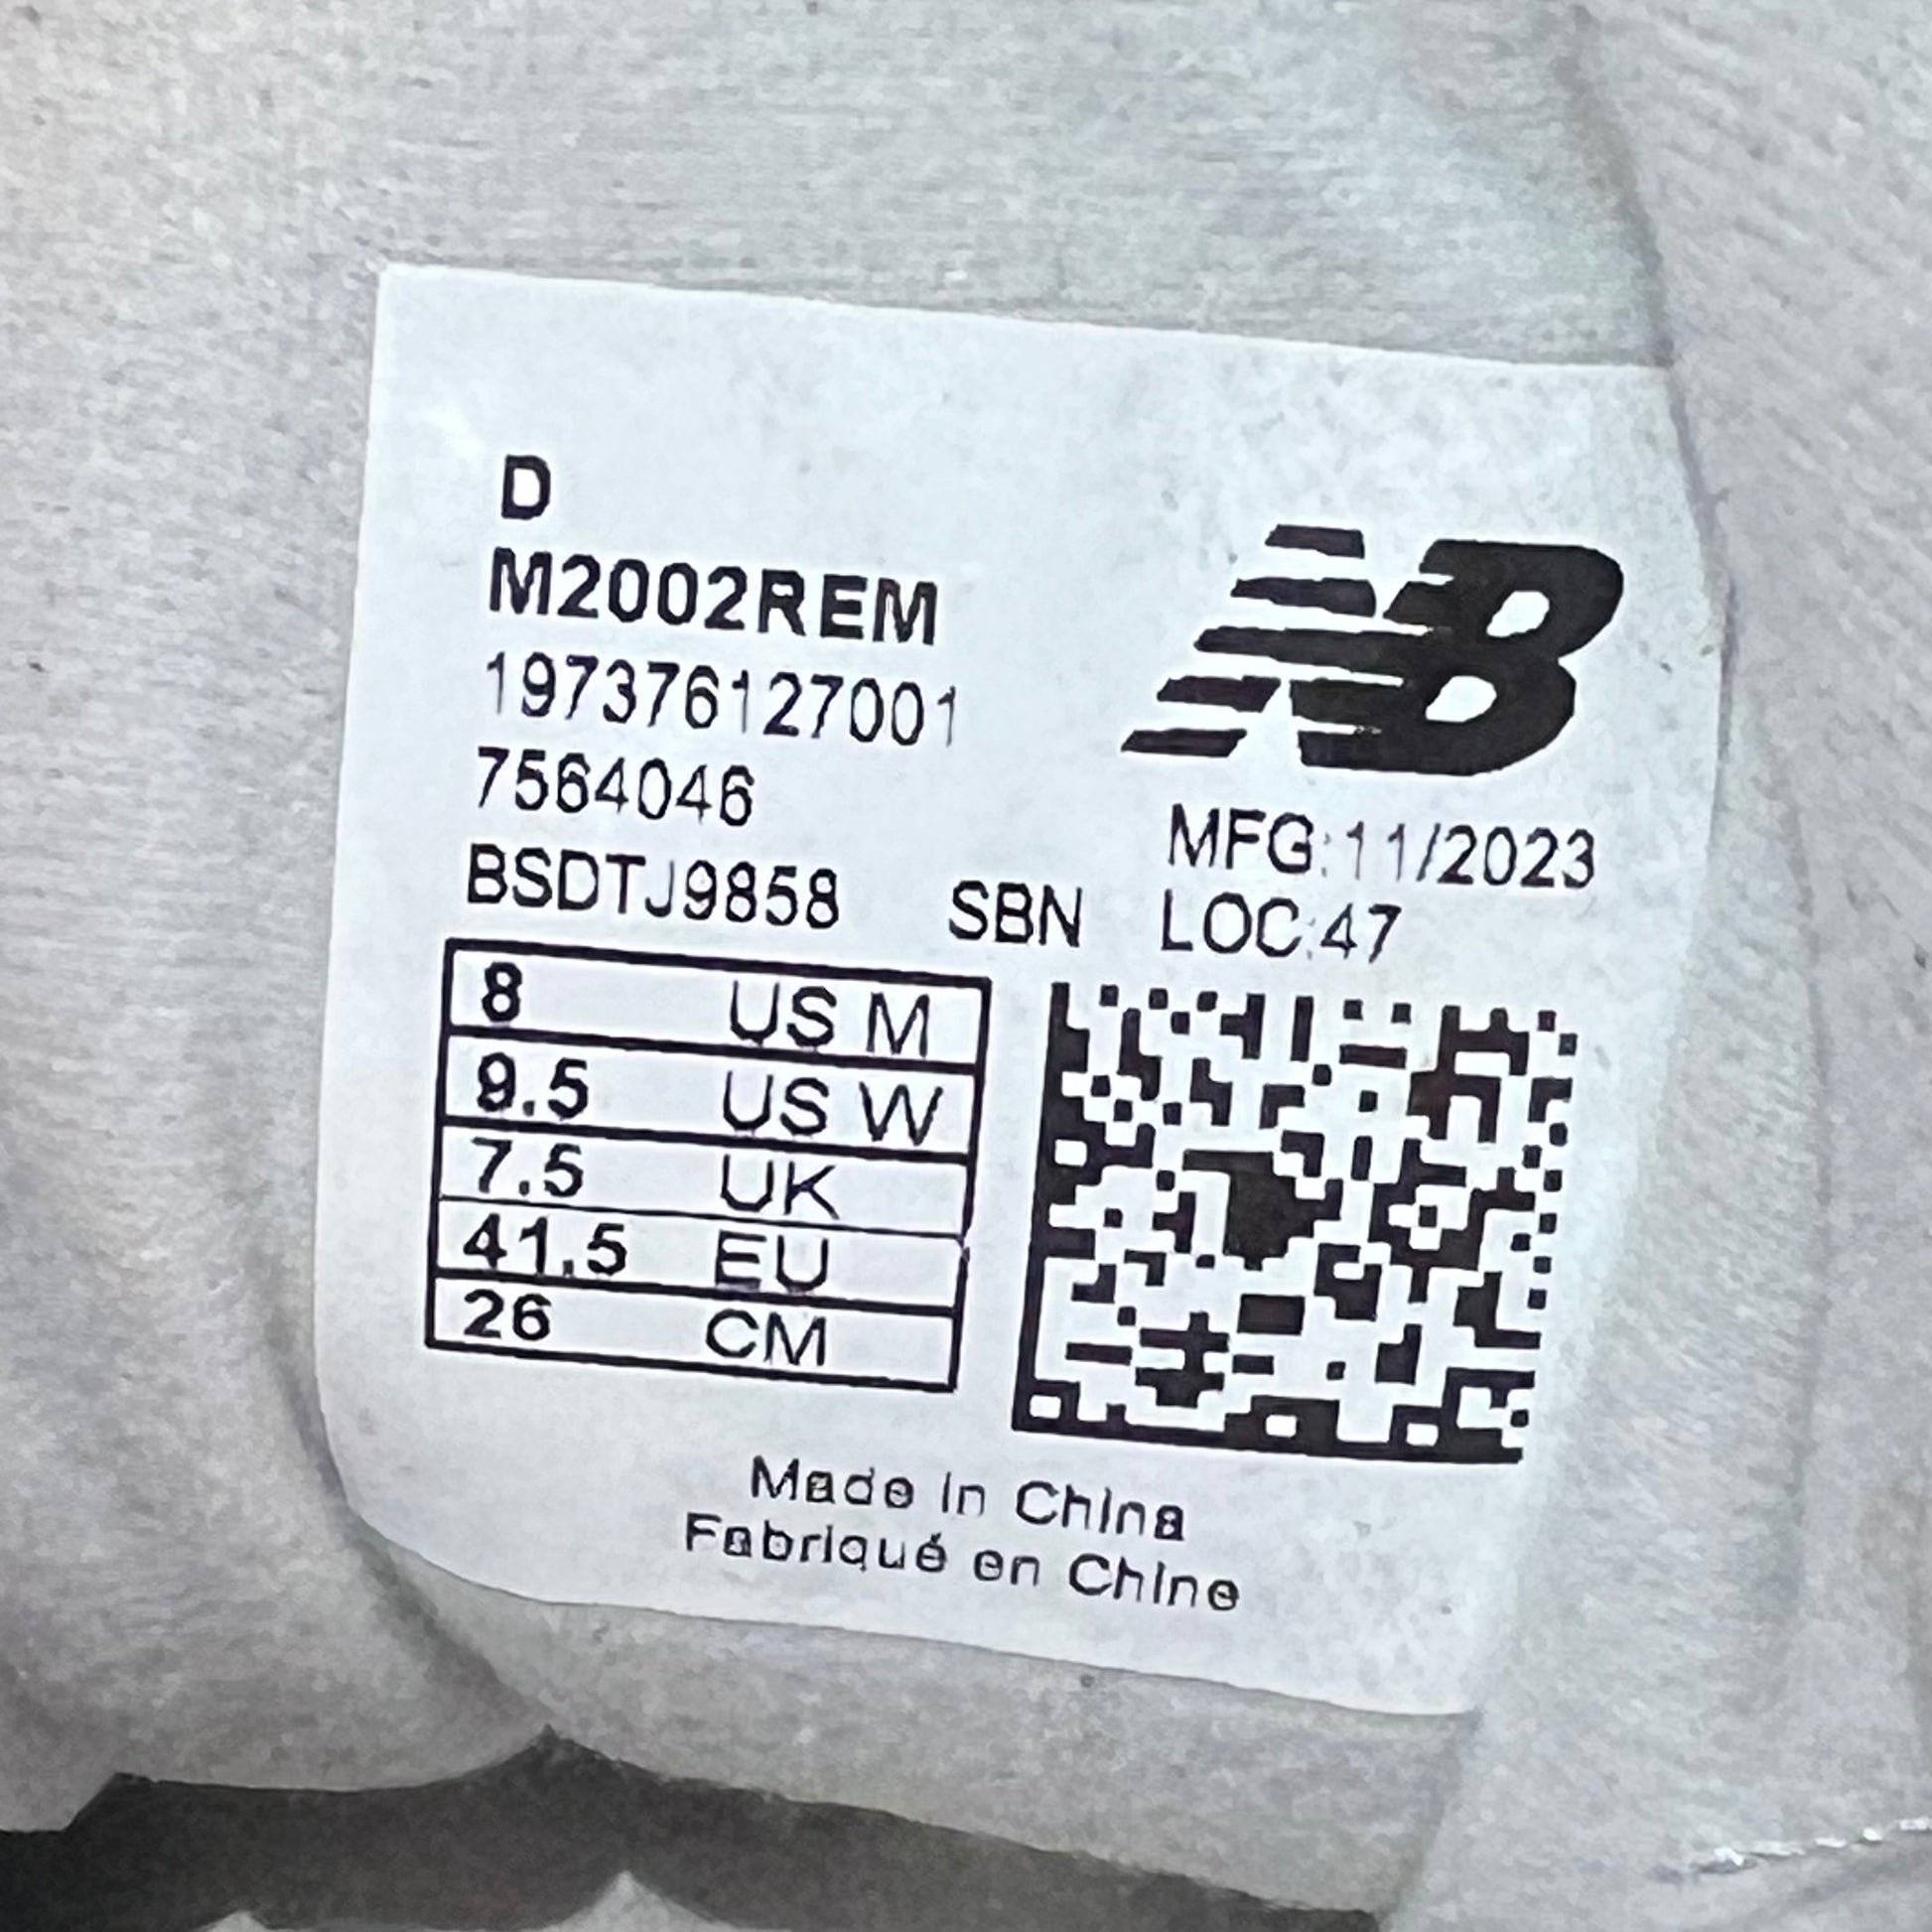 D
M2002REM
197376127001
7564046
BSDTJ9858 SBN
NB
MFG:11/2023
LOC:47
8 US M
9.5 US W
7.5 UK
41.5 EU
26 CM
Made in China
Fabriqué en Chine